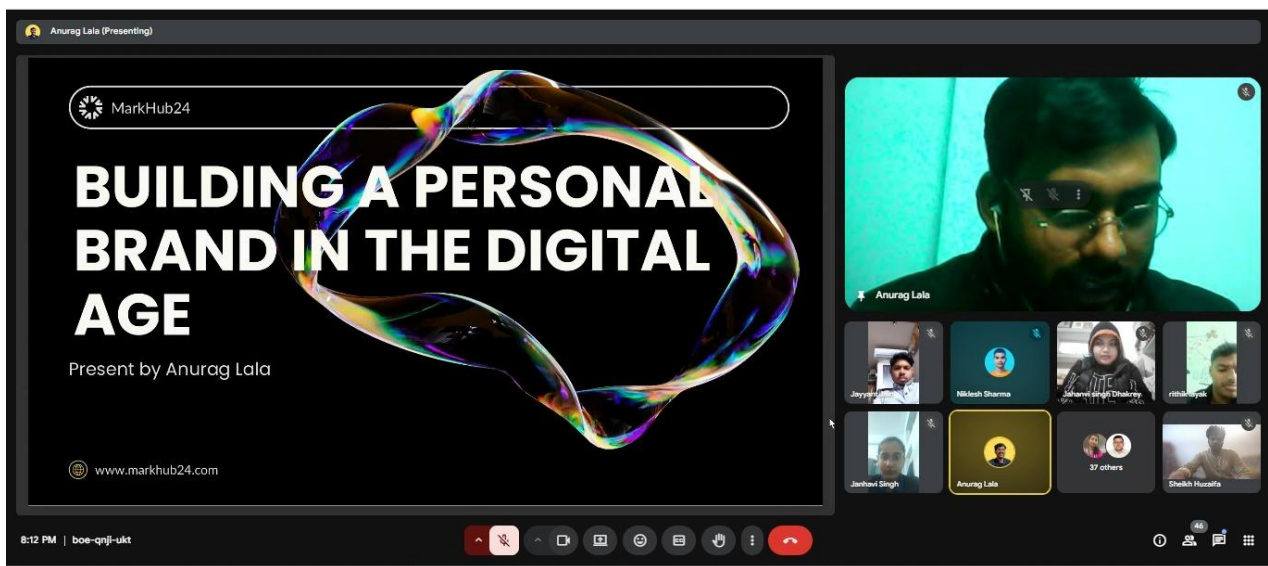 Anurag Lala (Presenting)
MarkHub24
BUILDING A PERSONAL
BRAND IN THE DIGITAL
AGE
Present by Anurag Lala
www.markhub24.com
Anurag Lala
Niklesh Sharma
Jahanvi singh Dhakrey
Janhavi Singh
Anurag Lala
37 others
Sheikh Huzaifa
8:12 PM | boe-qnji-ukt
46